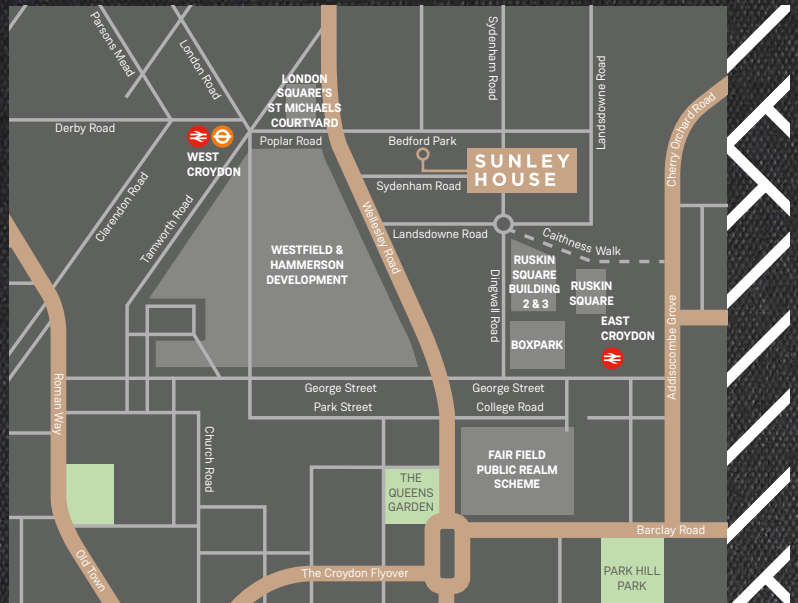 Parsons Mead
London Road
Sydenham Road
Landsdowne Road
LONDON
SQUARE'S
ST MICHAELS
COURTYARD
Cherry Orchard Road
Derby Road
Poplar Road
Bedford Park
WEST
CROYDON
SUNLEY
HOUSE
Sydenham Road
Clarendon Road
Tamworth Road
Wellesley Road
Landsdowne Road
Caithness Walk
WESTFIELD &
HAMMERSON
DEVELOPMENT
Dingwall Road
RUSKIN
SQUARE
BUILDING
2 & 3
RUSKIN
SQUARE
EAST
CROYDON
BOXPARK
Addisocombe Grove
Roman Way
George Street
George Street
Park Street
College Road
Church Road
FAIR FIELD
PUBLIC REALM
SCHEME
THE
QUEENS
GARDEN
Barclay Road
Old Town
The Croydon Flyover
PARK HILL
PARK